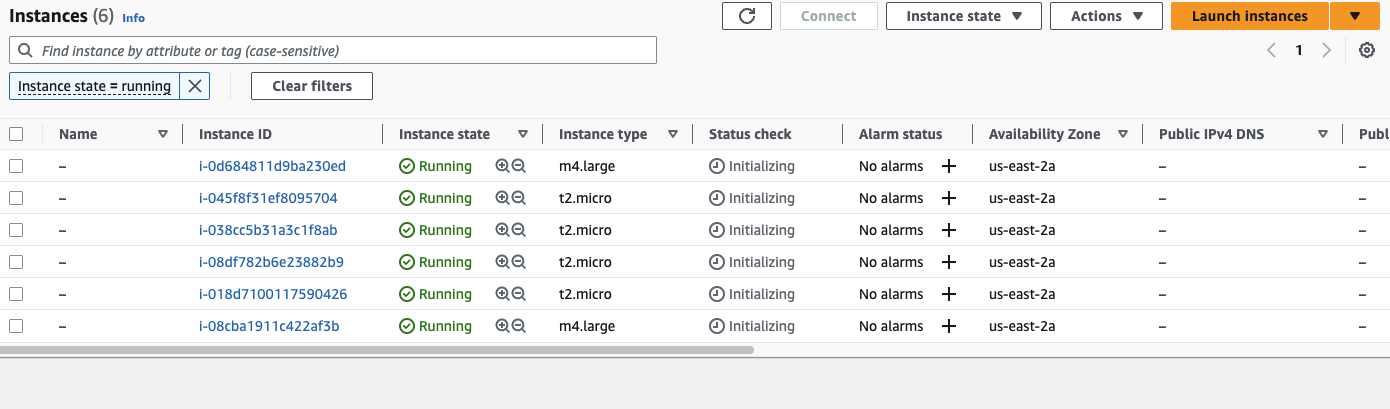 Instances (6) Info
Connect Instance state Actions Launch instances
Find instance by attribute or tag (case-sensitive)
1
Instance state = running
Clear filters
Name Instance ID Instance state Instance type Status check Alarm status Availability Zone Public IPv4 DNS Publ
– i-0d684811d9ba230ed Running m4.large Initializing No alarms + us-east-2a – –
– i-045f8f31ef8095704 Running t2.micro Initializing No alarms + us-east-2a – –
– i-038cc5b31a3c1f8ab Running t2.micro Initializing No alarms + us-east-2a – –
– i-08df782b6e23882b9 Running t2.micro Initializing No alarms + us-east-2a – –
– i-018d7100117590426 Running t2.micro Initializing No alarms + us-east-2a – –
– i-08cba1911c422af3b Running m4.large Initializing No alarms + us-east-2a – –